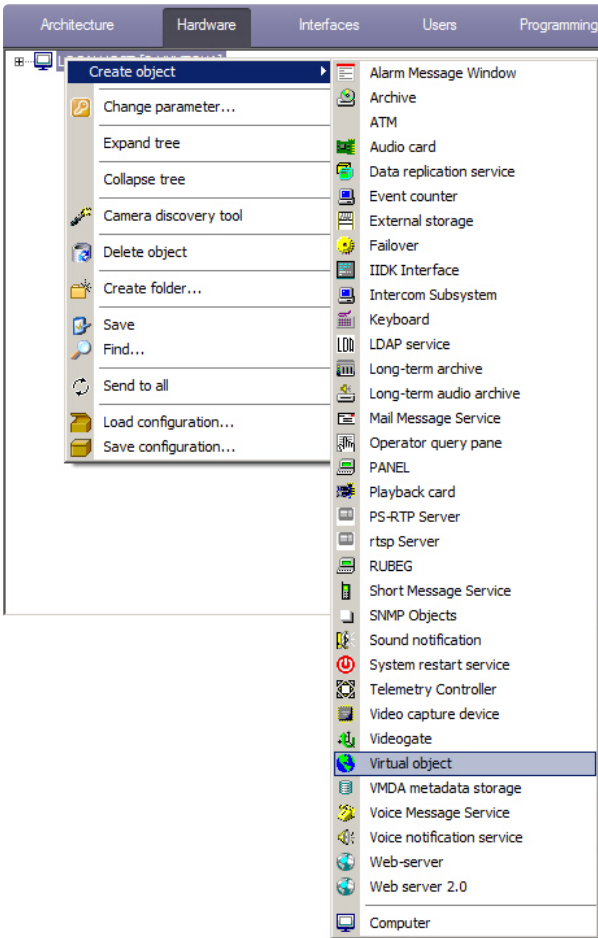 Architecture Hardware Interfaces Users Programming
Create object
Change parameter...
Expand tree
Collapse tree
Camera discovery tool
Delete object
Create folder...
Save
Find...
Send to all
Load configuration...
Save configuration...
Alarm Message Window
Archive
ATM
Audio card
Data replication service
Event counter
External storage
Failover
IIDK Interface
Intercom Subsystem
Keyboard
LDAP service
Long-term archive
Long-term audio archive
Mail Message Service
Operator query pane
PANEL
Playback card
PS-RTP Server
rtsp Server
RUBEG
Short Message Service
SNMP Objects
Sound notification
System restart service
Telemetry Controller
Video capture device
Videogate
Virtual object
VMDA metadata storage
Voice Message Service
Voice notification service
Web-server
Web server 2.0
Computer